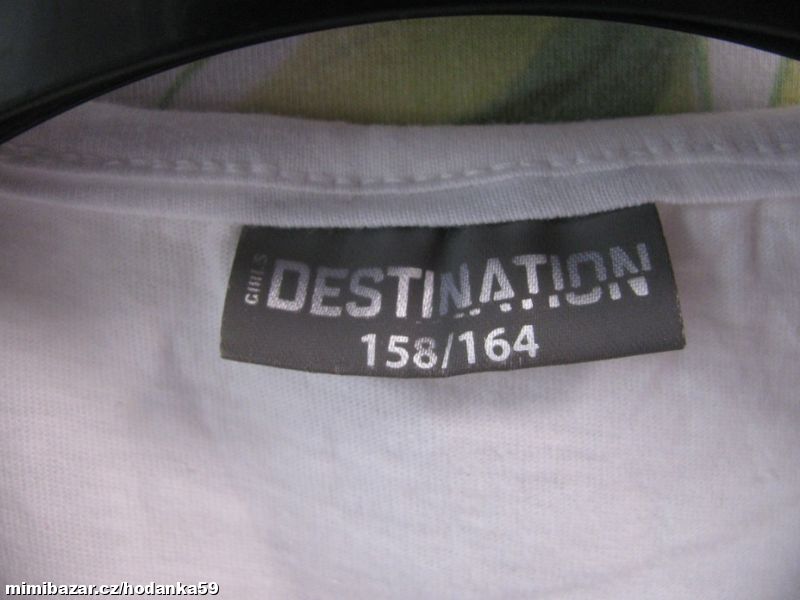 GIRLS
DESTINATION
158/164
mimibazar.cz/hodanka59